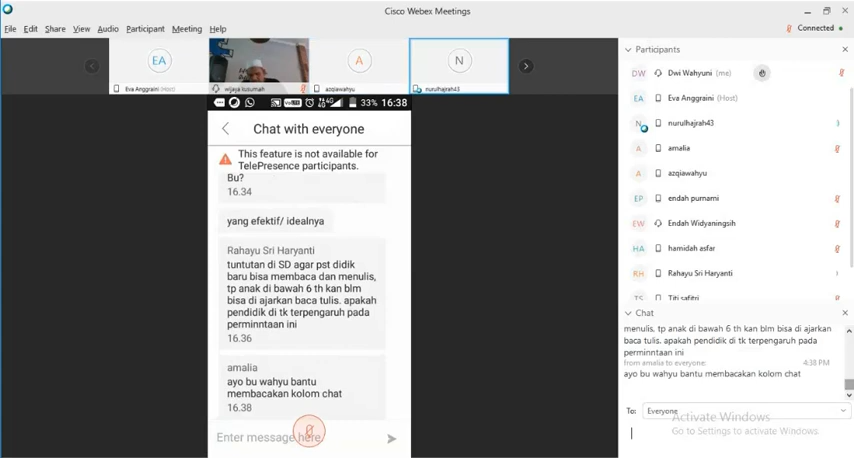 Cisco Webex Meetings
File Edit Share View Audio Participant Meeting Help
Connected
EA
Eva Anggraini (Host)
wijaya kusumah
A
azqiawahyu
N
nurulhajrah43
4G
33% 16:38
Chat with everyone
This feature is not available for
TelePresence participants.
Bu?
16.34
yang efektif/ idealnya
Rahayu Sri Haryanti
tuntutan di SD agar pst didik
baru bisa membaca dan menulis,
tp anak di bawah 6 th kan blm
bisa di ajarkan baca tulis. apakah
pendidik di tk terpengaruh pada
perminntaan ini
16.36
amalia
ayo bu wahyu bantu
membacakan kolom chat
16.38
Enter message here
Participants
DW Dwi Wahyuni (me)
EA Eva Anggraini (Host)
N nurulhajrah43
A amalia
A azqiawahyu
EP endah purnami
EW Endah Widyaningsih
HA hamidah asfar
RH Rahayu Sri Haryanti
TS Titi safitri
Chat
menulis, tp anak di bawah 6 th kan blm bisa di ajarkan
baca tulis. apakah pendidik di tk terpengaruh pada
perminntaan ini
from amalia to everyone: 4:38 PM
ayo bu wahyu bantu membacakan kolom chat
To: Everyone
Activate Windows
Go to Settings to activate Windows.